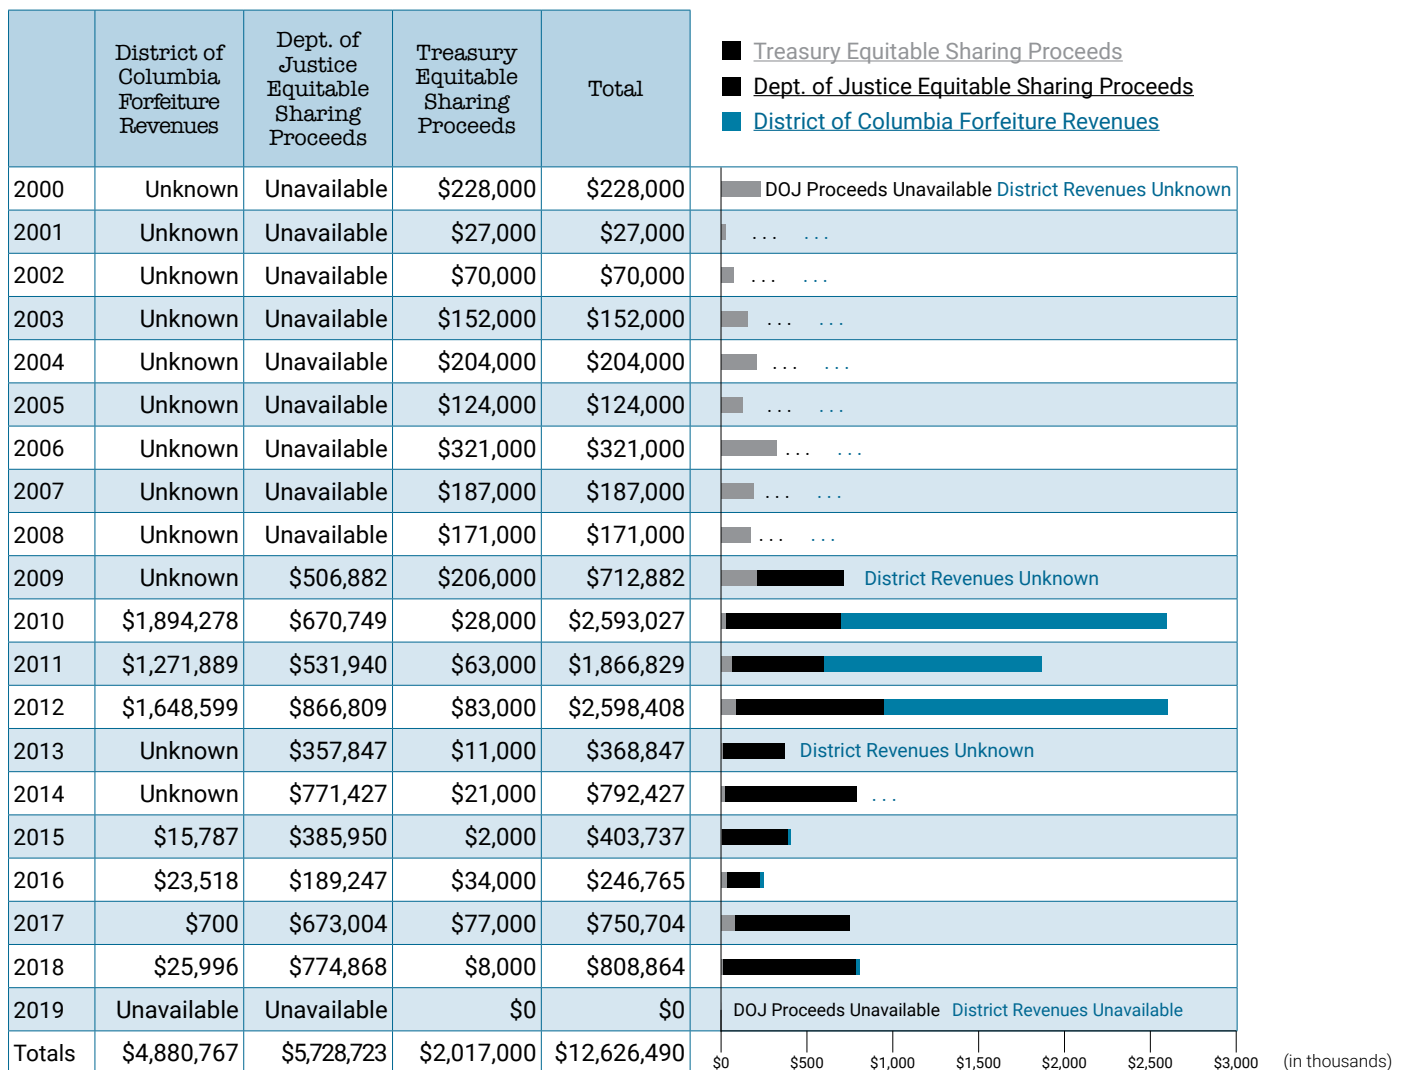 District of
Columbia
Forfeiture
Revenues
Dept. of
Justice
Equitable
Sharing
Proceeds
Treasury
Equitable
Sharing
Proceeds
Total
Treasury Equitable Sharing Proceeds
Dept. of Justice Equitable Sharing Proceeds
District of Columbia Forfeiture Revenues
2000 Unknown Unavailable $228,000 $228,000 DOJ Proceeds Unavailable District Revenues Unknown
2001 Unknown Unavailable $27,000 $27,000 ... ...
2002 Unknown Unavailable $70,000 $70,000 ... ...
2003 Unknown Unavailable $152,000 $152,000 ... ...
2004 Unknown Unavailable $204,000 $204,000 ... ...
2005 Unknown Unavailable $124,000 $124,000 ... ...
2006 Unknown Unavailable $321,000 $321,000 ... ...
2007 Unknown Unavailable $187,000 $187,000 ... ...
2008 Unknown Unavailable $171,000 $171,000 ... ...
2009 Unknown $506,882 $206,000 $712,882 District Revenues Unknown
2010 $1,894,278 $670,749 $28,000 $2,593,027
2011 $1,271,889 $531,940 $63,000 $1,866,829
2012 $1,648,599 $866,809 $83,000 $2,598,408
2013 Unknown $357,847 $11,000 $368,847 District Revenues Unknown
2014 Unknown $771,427 $21,000 $792,427 ...
2015 $15,787 $385,950 $2,000 $403,737
2016 $23,518 $189,247 $34,000 $246,765
2017 $700 $673,004 $77,000 $750,704
2018 $25,996 $774,868 $8,000 $808,864
2019 Unavailable Unavailable $0 $0 DOJ Proceeds Unavailable District Revenues Unavailable
Totals $4,880,767 $5,728,723 $2,017,000 $12,626,490
$0 $500 $1,000 $1,500 $2,000 $2,500 $3,000 (in thousands)